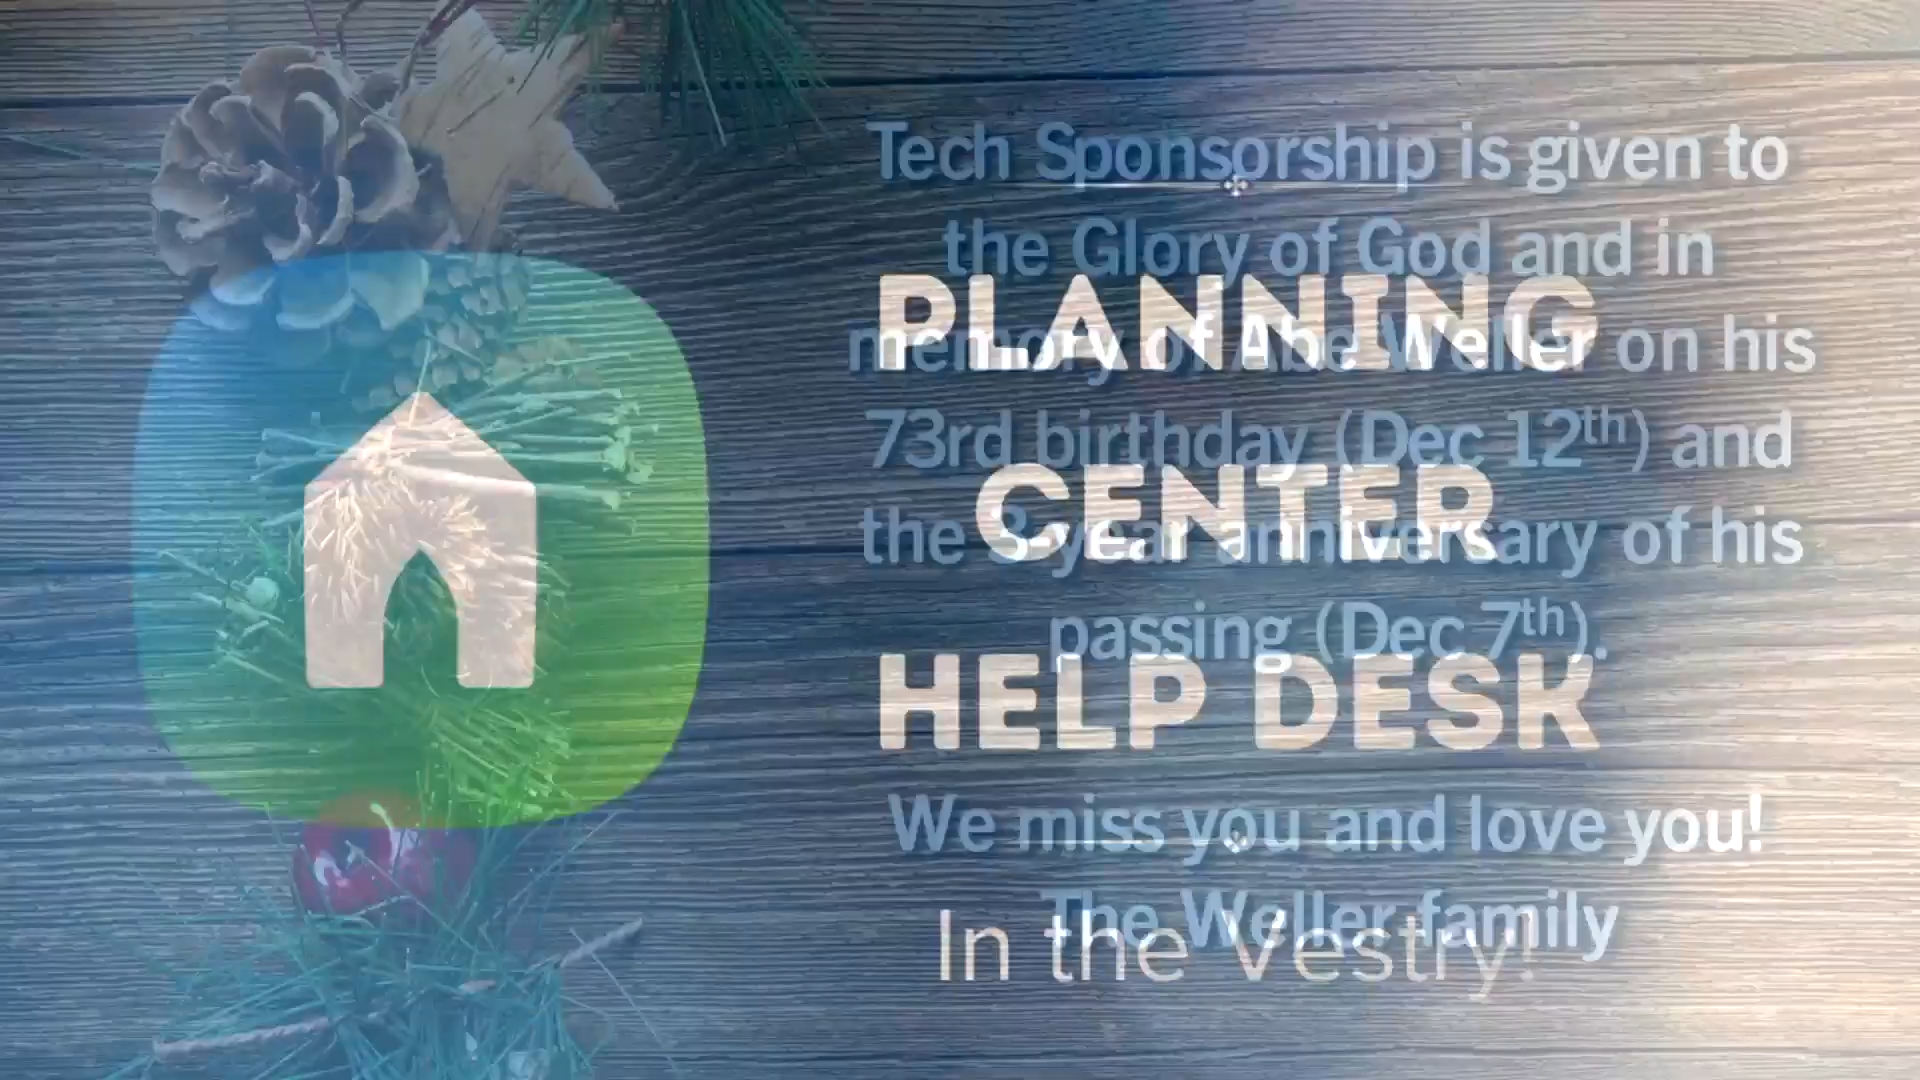 Tech Sponsorship is given to
the Glory of God and in
memory of Abe Weller on his
73rd birthday (Dec 12th) and
the 3-year anniversary of his
passing (Dec 7th).
We miss you and love you!
The Weller family
PLANNING
CENTER
HELP DESK
In the Vestry!